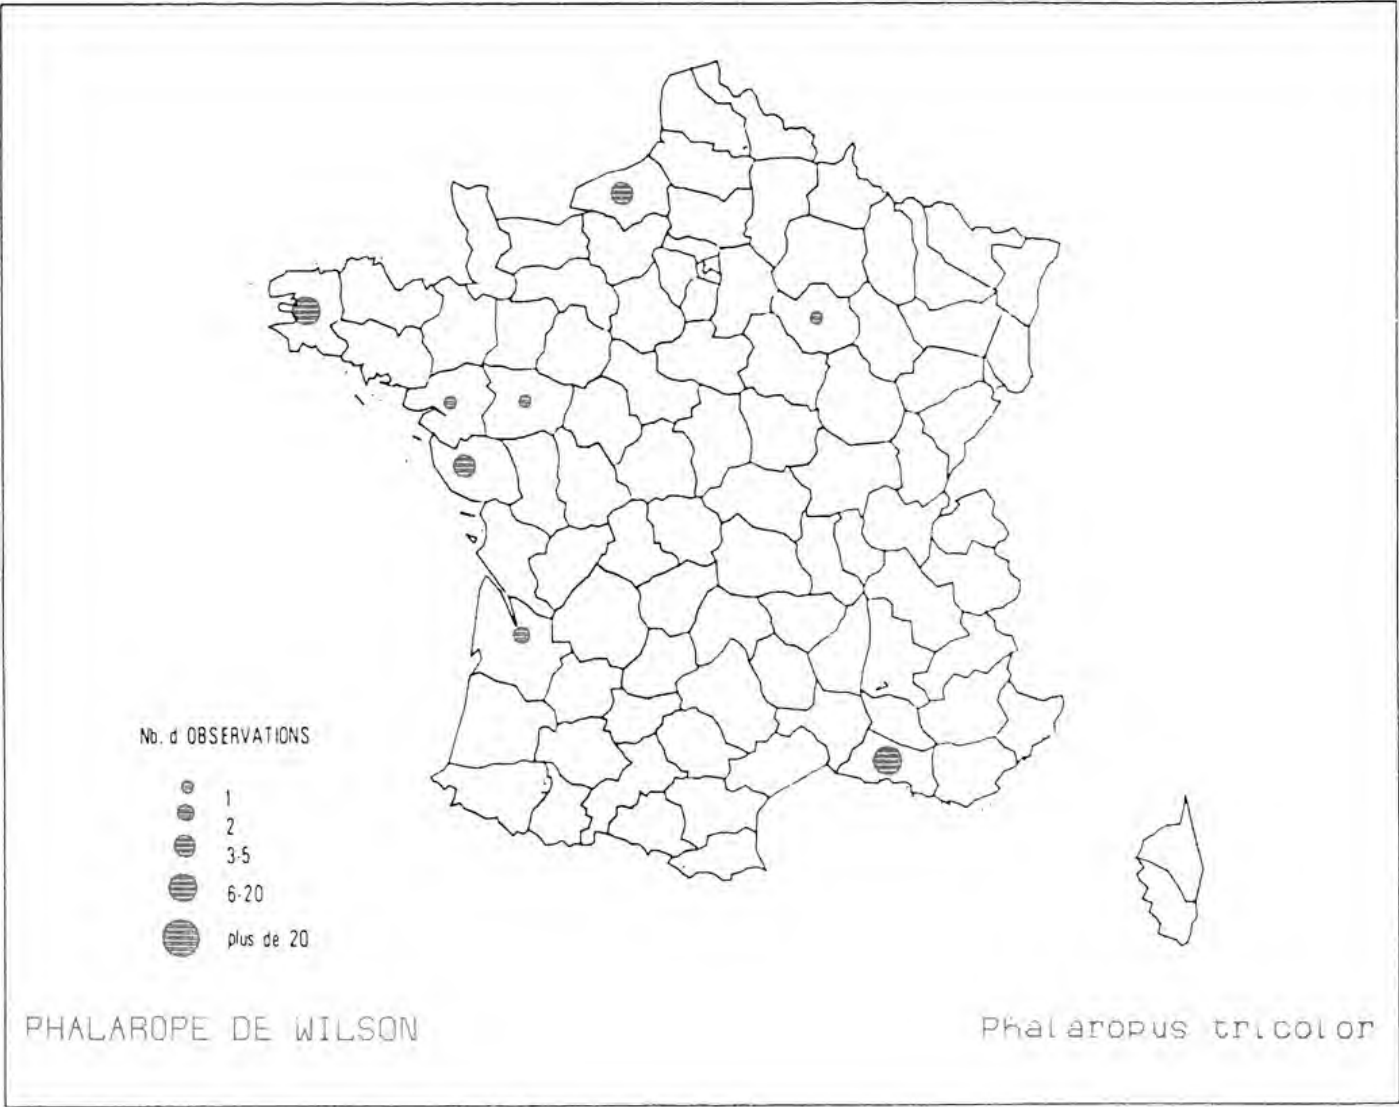 Nb. d OBSERVATIONS
1
2
3-5
6-20
plus de 20
PHALAROPE DE WILSON
Phalaropus tricolor